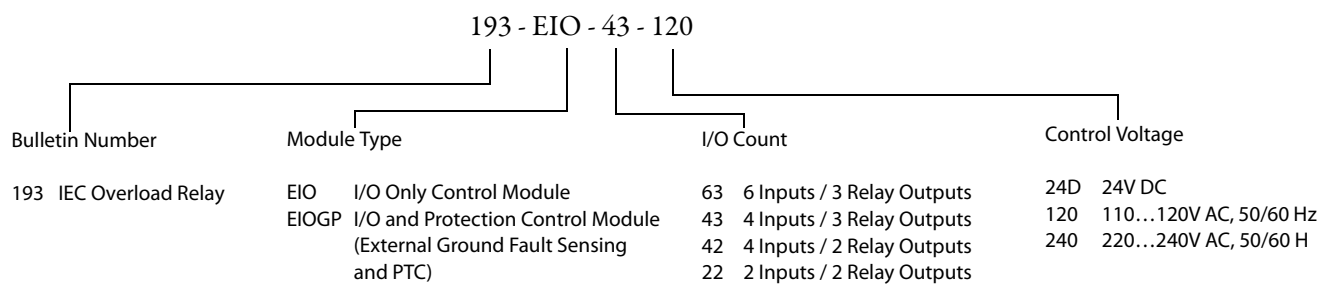 193 - EIO - 43 - 120
Bulletin Number
193 IEC Overload Relay
Module Type
EIO I/O Only Control Module
EIOGP I/O and Protection Control Module
(External Ground Fault Sensing
and PTC)
I/O Count
63 6 Inputs / 3 Relay Outputs
43 4 Inputs / 3 Relay Outputs
42 4 Inputs / 2 Relay Outputs
22 2 Inputs / 2 Relay Outputs
Control Voltage
24D 24V DC
120 110…120V AC, 50/60 Hz
240 220…240V AC, 50/60 H